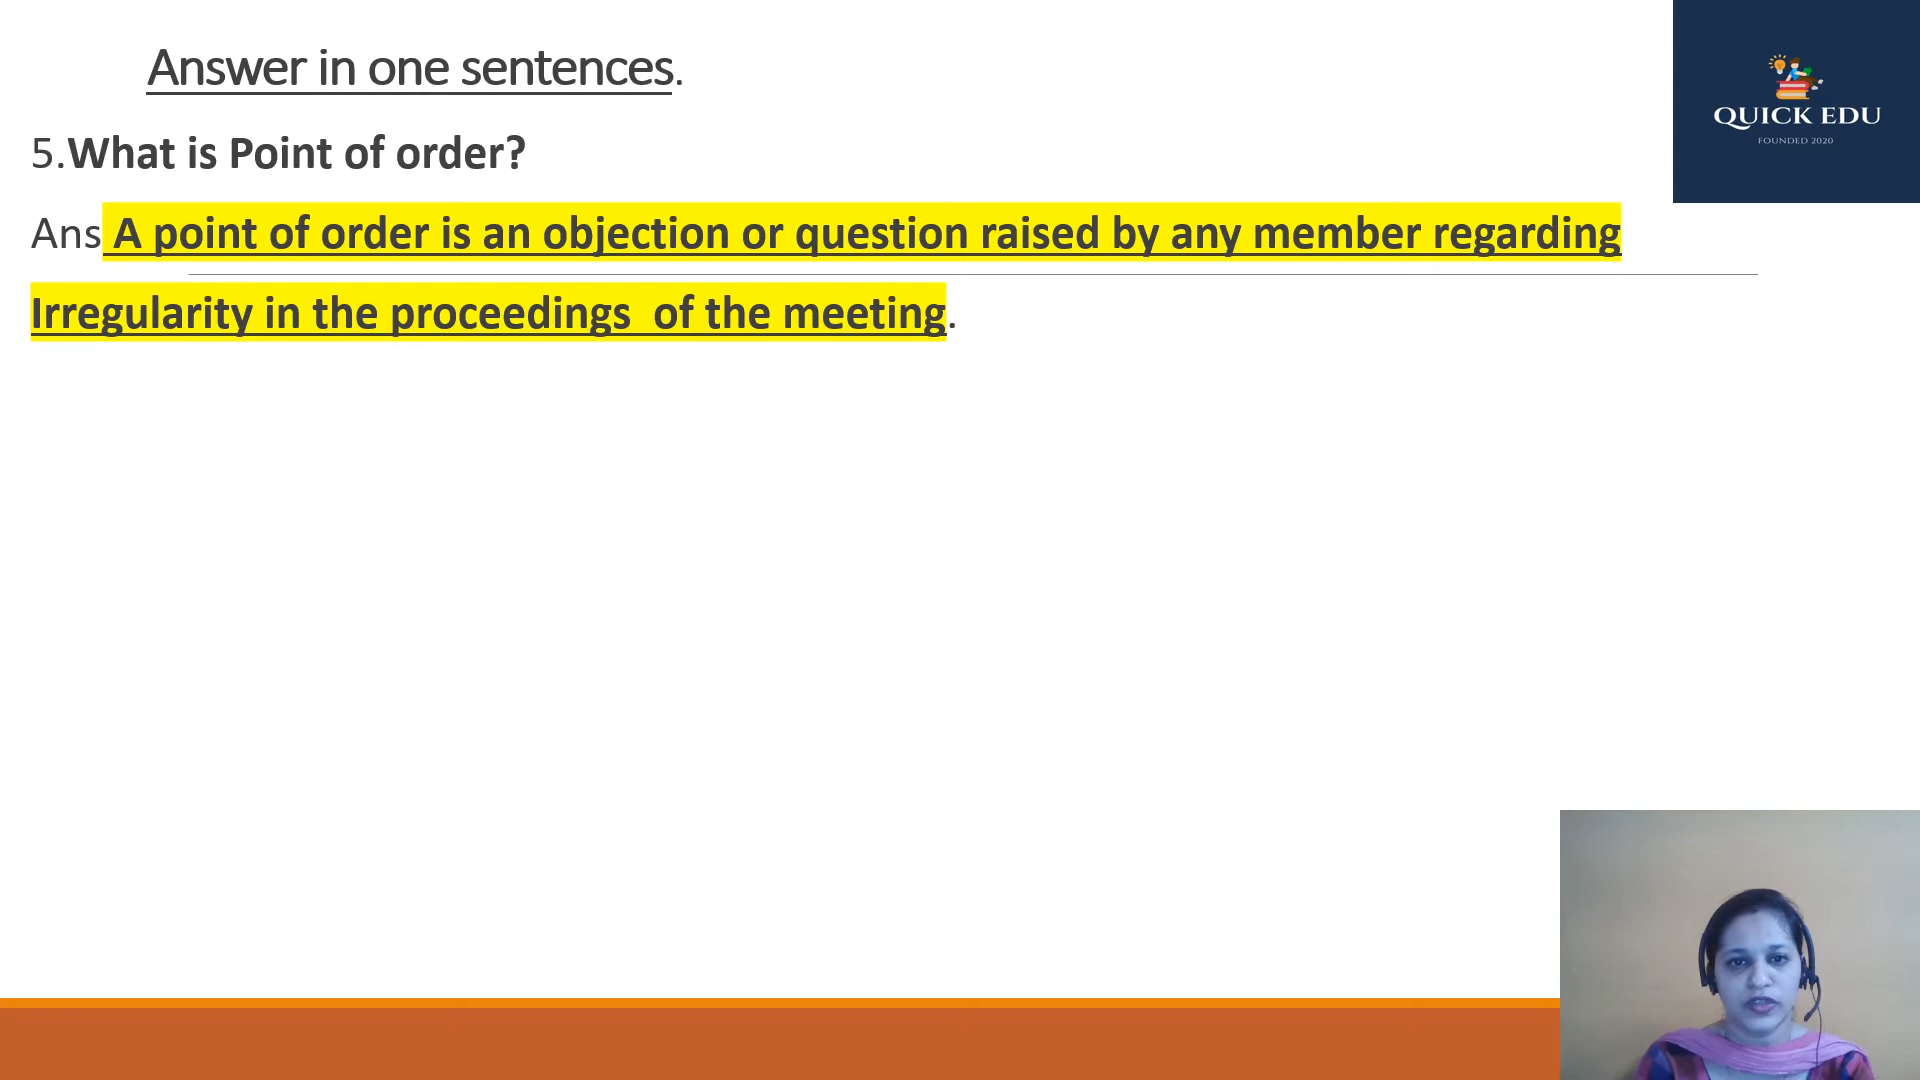 Answer in one sentences.
QUICK EDU
FOUNDED 2020
5.What is Point of order?
Ans A point of order is an objection or question raised by any member regarding
Irregularity in the proceedings  of the meeting.